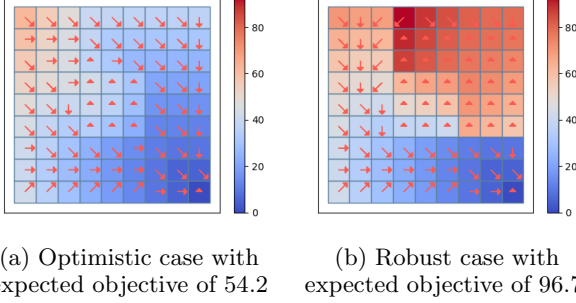 80
60
40
20
0
80
60
40
20
0
(a) Optimistic case with
expected objective of 54.2
(b) Robust case with
expected objective of 96.7